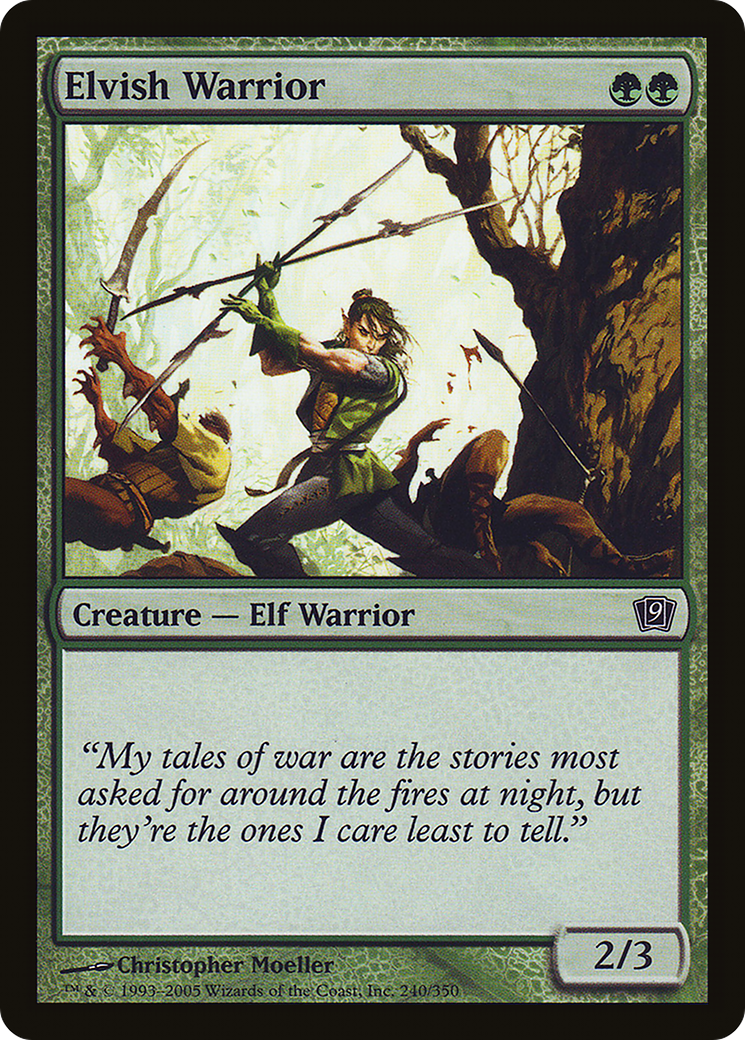 Elvish Warrior
Creature — Elf Warrior
9
“My tales of war are the stories most
asked for around the fires at night, but
they’re the ones I care least to tell.”
2/3
Christopher Moeller
™ & © 1993–2005 Wizards of the Coast, Inc. 240/350